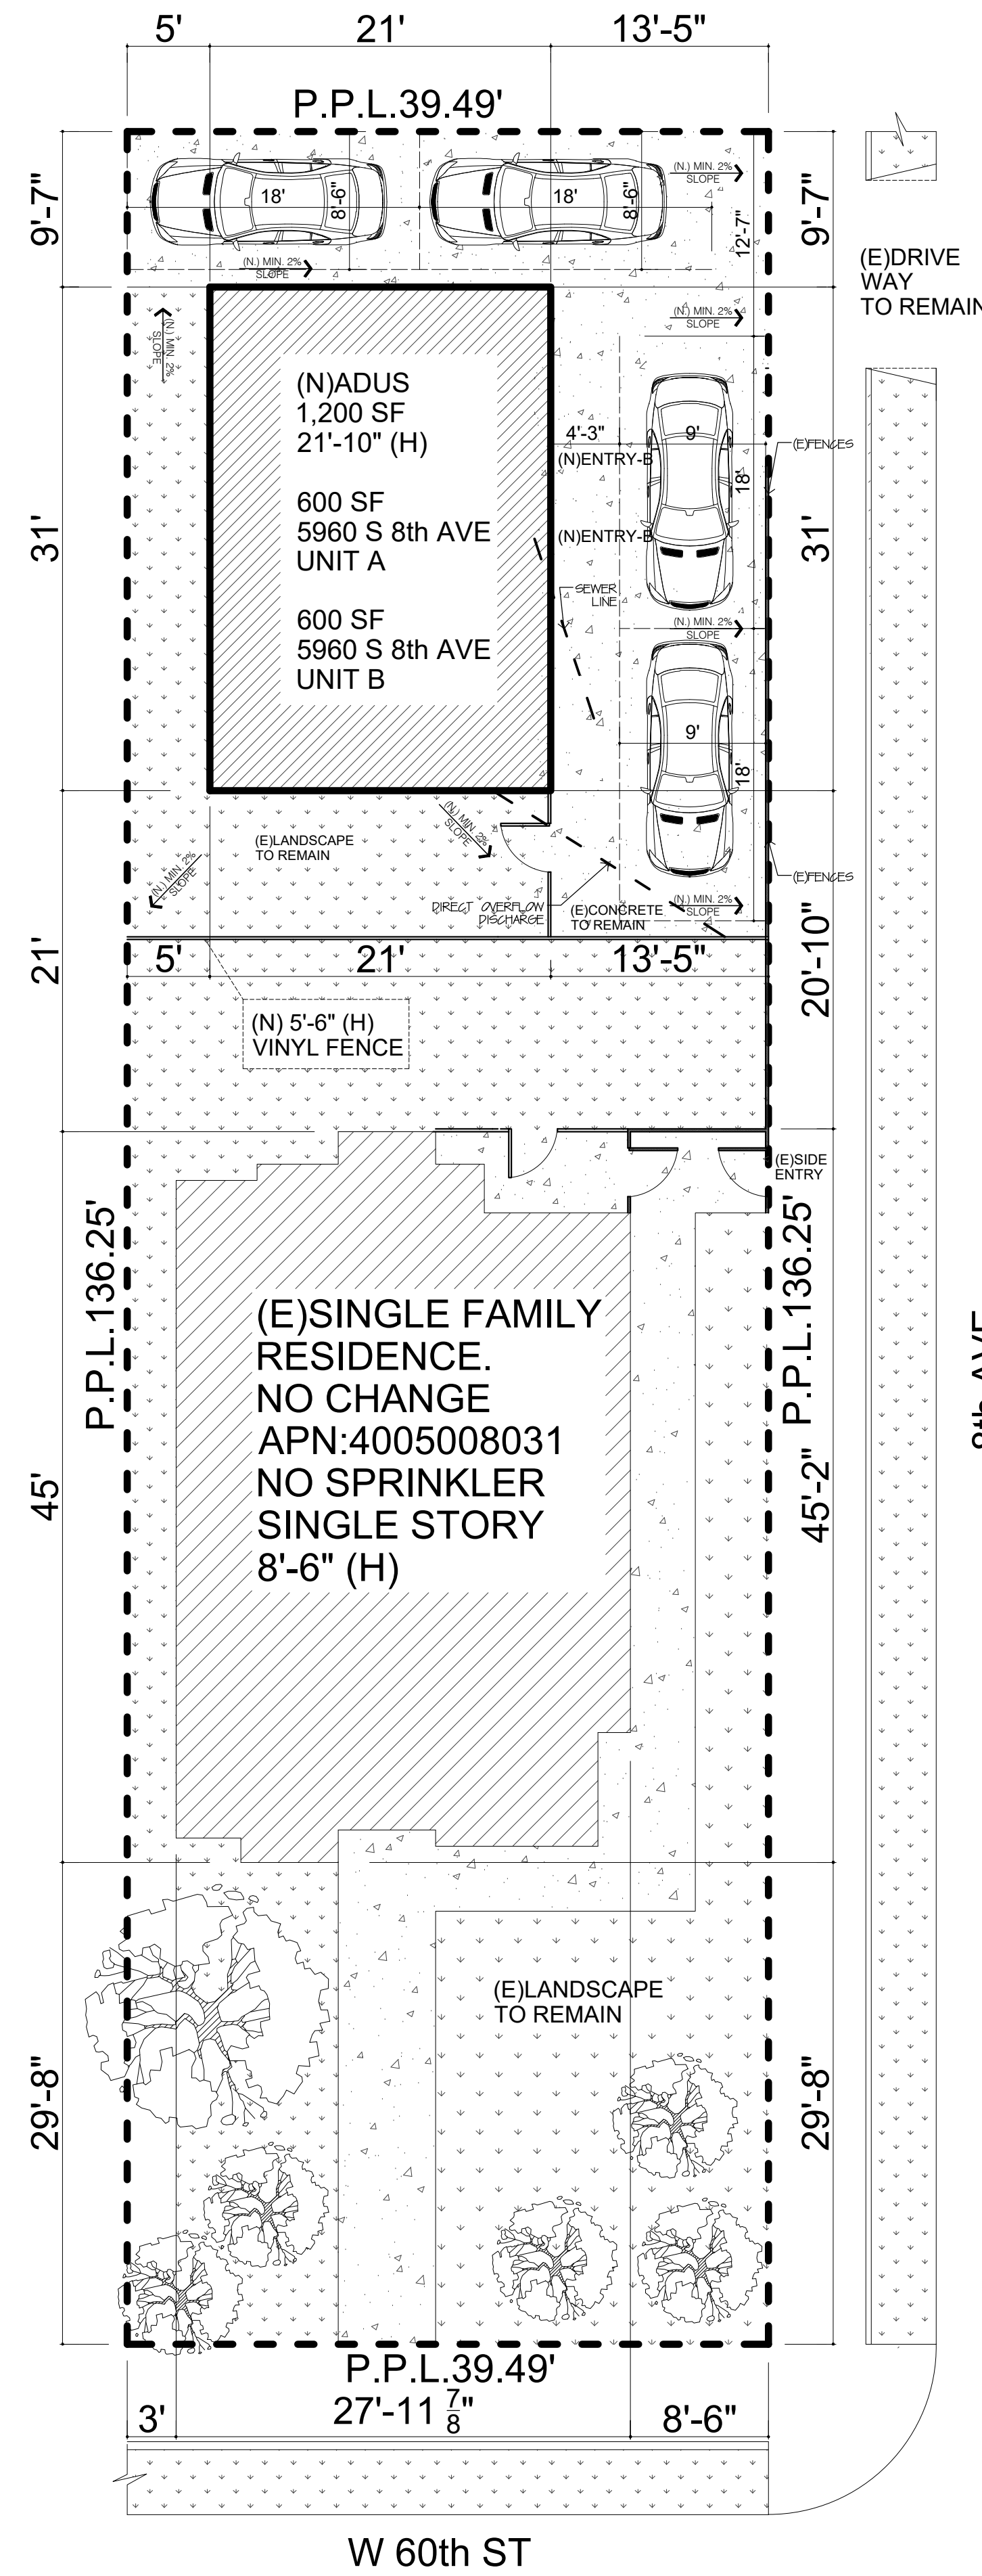 5'
21'
13'-5"
P.P.L.39.49'
9'-7"
18'
8'-6"
18'
8'-6"
(N.) MIN. 2%
SLOPE
12'-7"
9'-7"
(N.) MIN. 2%
SLOPE
(E)DRIVE
WAY
TO REMAIN
(N.) MIN. 2%
SLOPE
(N.) MIN. 2%
SLOPE
(N)ADUS
1,200 SF
21'-10" (H)
600 SF
5960 S 8th AVE
UNIT A
600 SF
5960 S 8th AVE
UNIT B
4'-3"
9'
(N)ENTRY-B
(E)FENCES
18'
31'
31'
(N)ENTRY-B
SEWER
LINE
(N.) MIN. 2%
SLOPE
9'
18'
(N.) MIN. 2%
SLOPE
(E)LANDSCAPE
TO REMAIN
(N.) MIN. 2%
SLOPE
(E)FENCES
DIRECT OVERFLOW
DISCHARGE
(E)CONCRETE
TO REMAIN
(N.) MIN. 2%
SLOPE
21'
5'
21'
13'-5"
20'-10"
(N) 5'-6" (H)
VINYL FENCE
(E)SIDE
ENTRY
P.P.L.136.25'
P.P.L.136.25'
(E)SINGLE FAMILY
RESIDENCE.
NO CHANGE
APN:4005008031
NO SPRINKLER
SINGLE STORY
8'-6" (H)
45'
45'-2"
(E)LANDSCAPE
TO REMAIN
29'-8"
29'-8"
P.P.L.39.49'
3'
27'-11 7/8"
8'-6"
W 60th ST